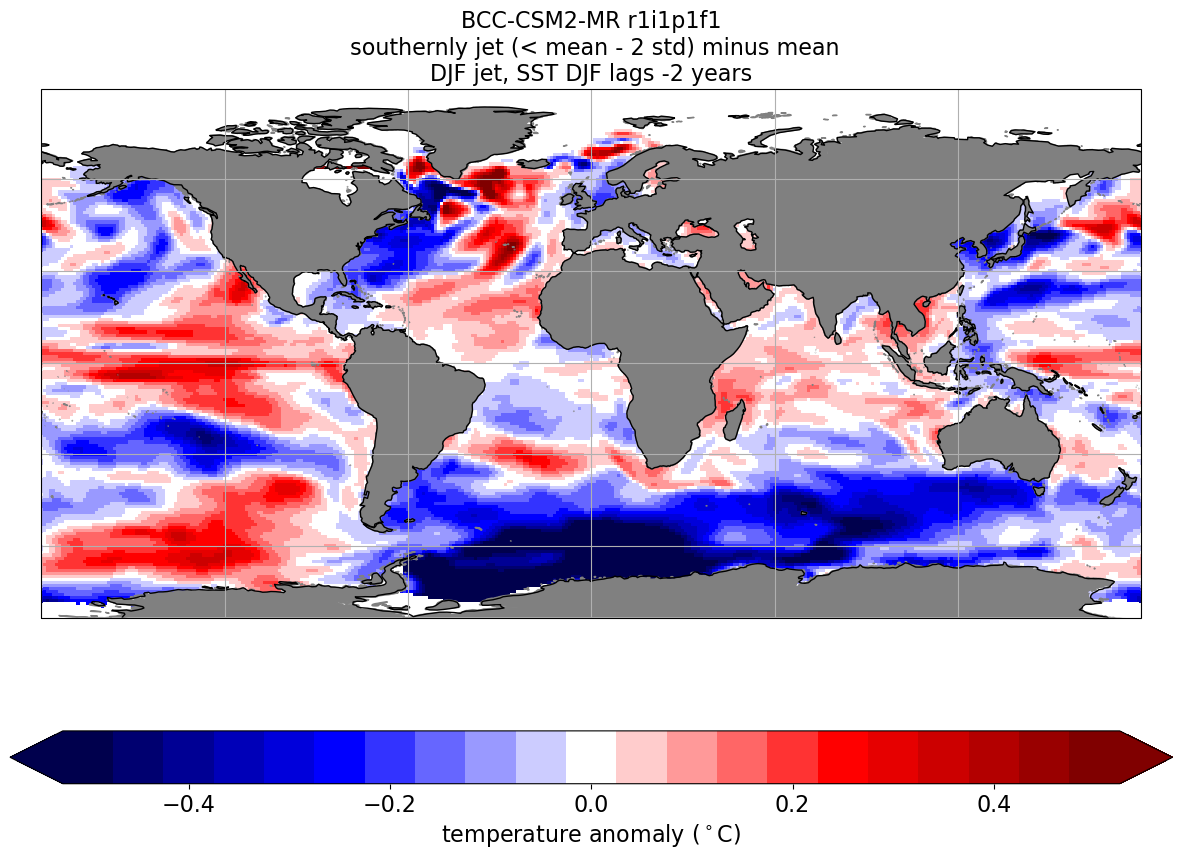 BCC-CSM2-MR r1i1p1f1
southernly jet (< mean - 2 std) minus mean
DJF jet, SST DJF lags -2 years
−0.4 −0.2 0.0 0.2 0.4
temperature anomaly (∘C)